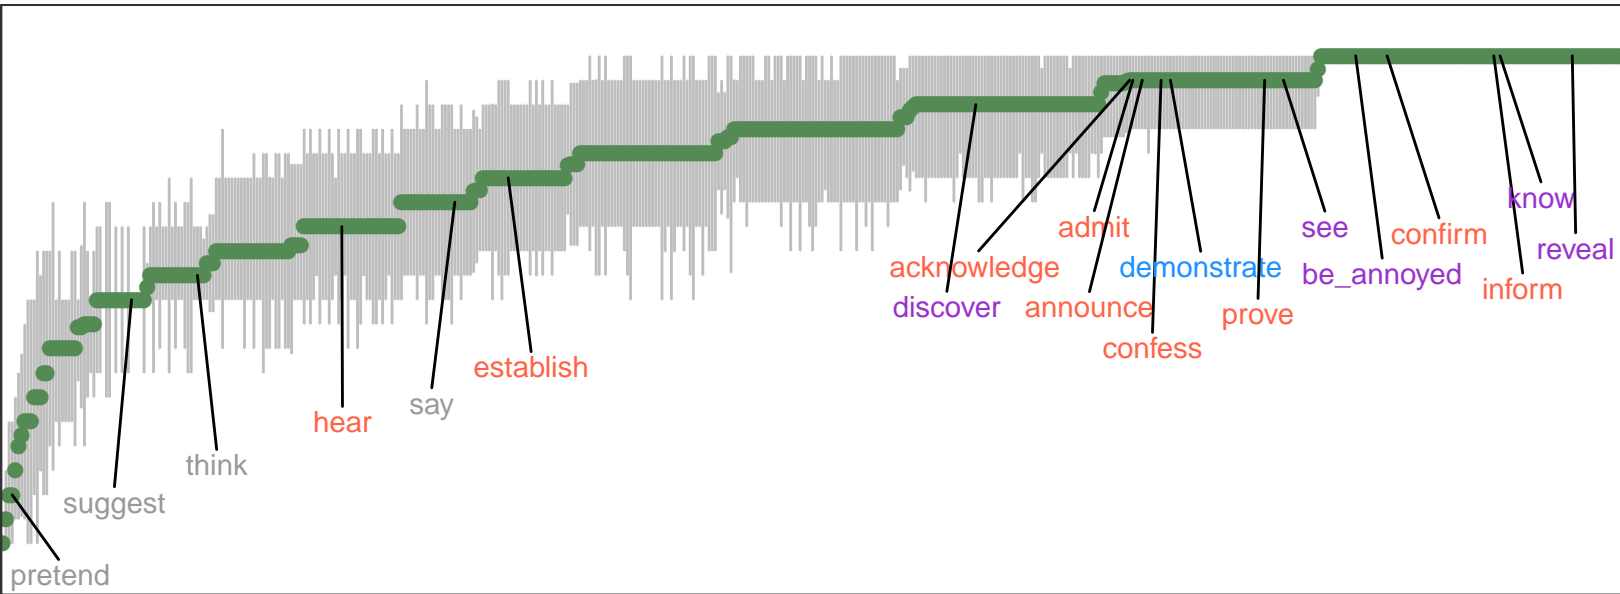 know
admit
see
confirm
reveal
acknowledge
demonstrate
be_annoyed
inform
discover
announce
prove
confess
establish
say
hear
think
suggest
pretend